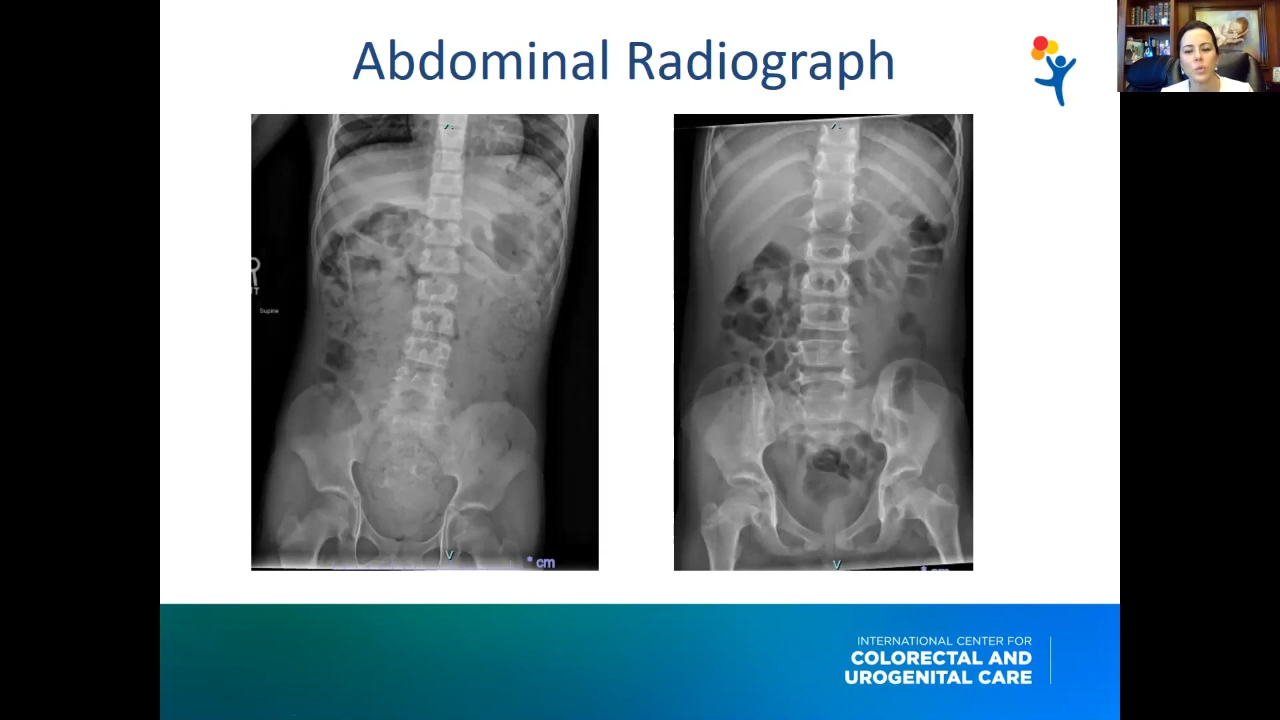 Abdominal Radiograph
Supine
cm
INTERNATIONAL CENTER FOR
COLORECTAL AND
UROGENITAL CARE